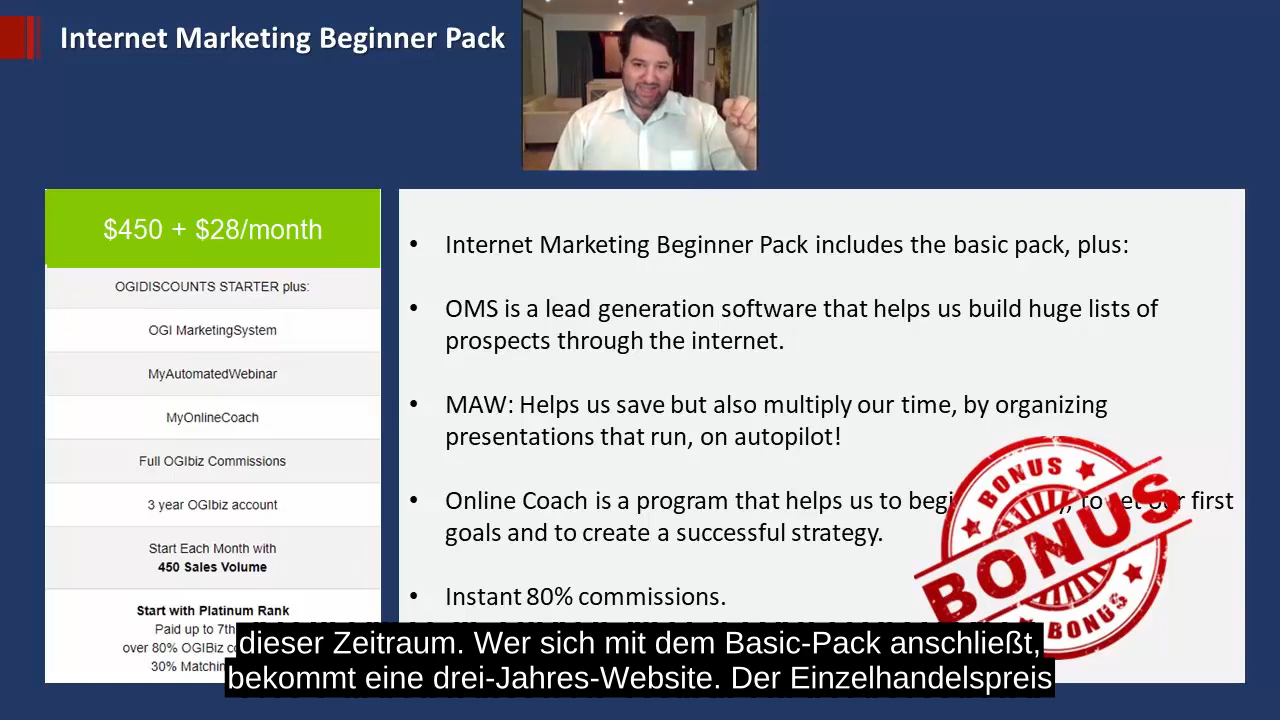 Internet Marketing Beginner Pack
$450 + $28/month
OGIDISCOUNTS STARTER plus:
OGI MarketingSystem
MyAutomatedWebinar
MyOnlineCoach
Full OGIbiz Commissions
3 year OGIbiz account
Start Each Month with
450 Sales Volume
Start with Platinum Rank
Paid up to 7th
over 80% OGIBiz
30%
• Internet Marketing Beginner Pack includes the basic pack, plus:
• OMS is a lead generation software that helps us build huge lists of
prospects through the internet.
• MAW: Helps us save but also multiply our time, by organizing
presentations that run, on autopilot!
• Online Coach is a program that helps us to first
goals and to create a successful strategy.
• Instant 80% commissions.
BONUS
BONUS
BONUS
dieser Zeitraum. Wer sich mit dem Basic-Pack anschließt,
bekommt eine drei-Jahres-Website. Der Einzelhandelspreis